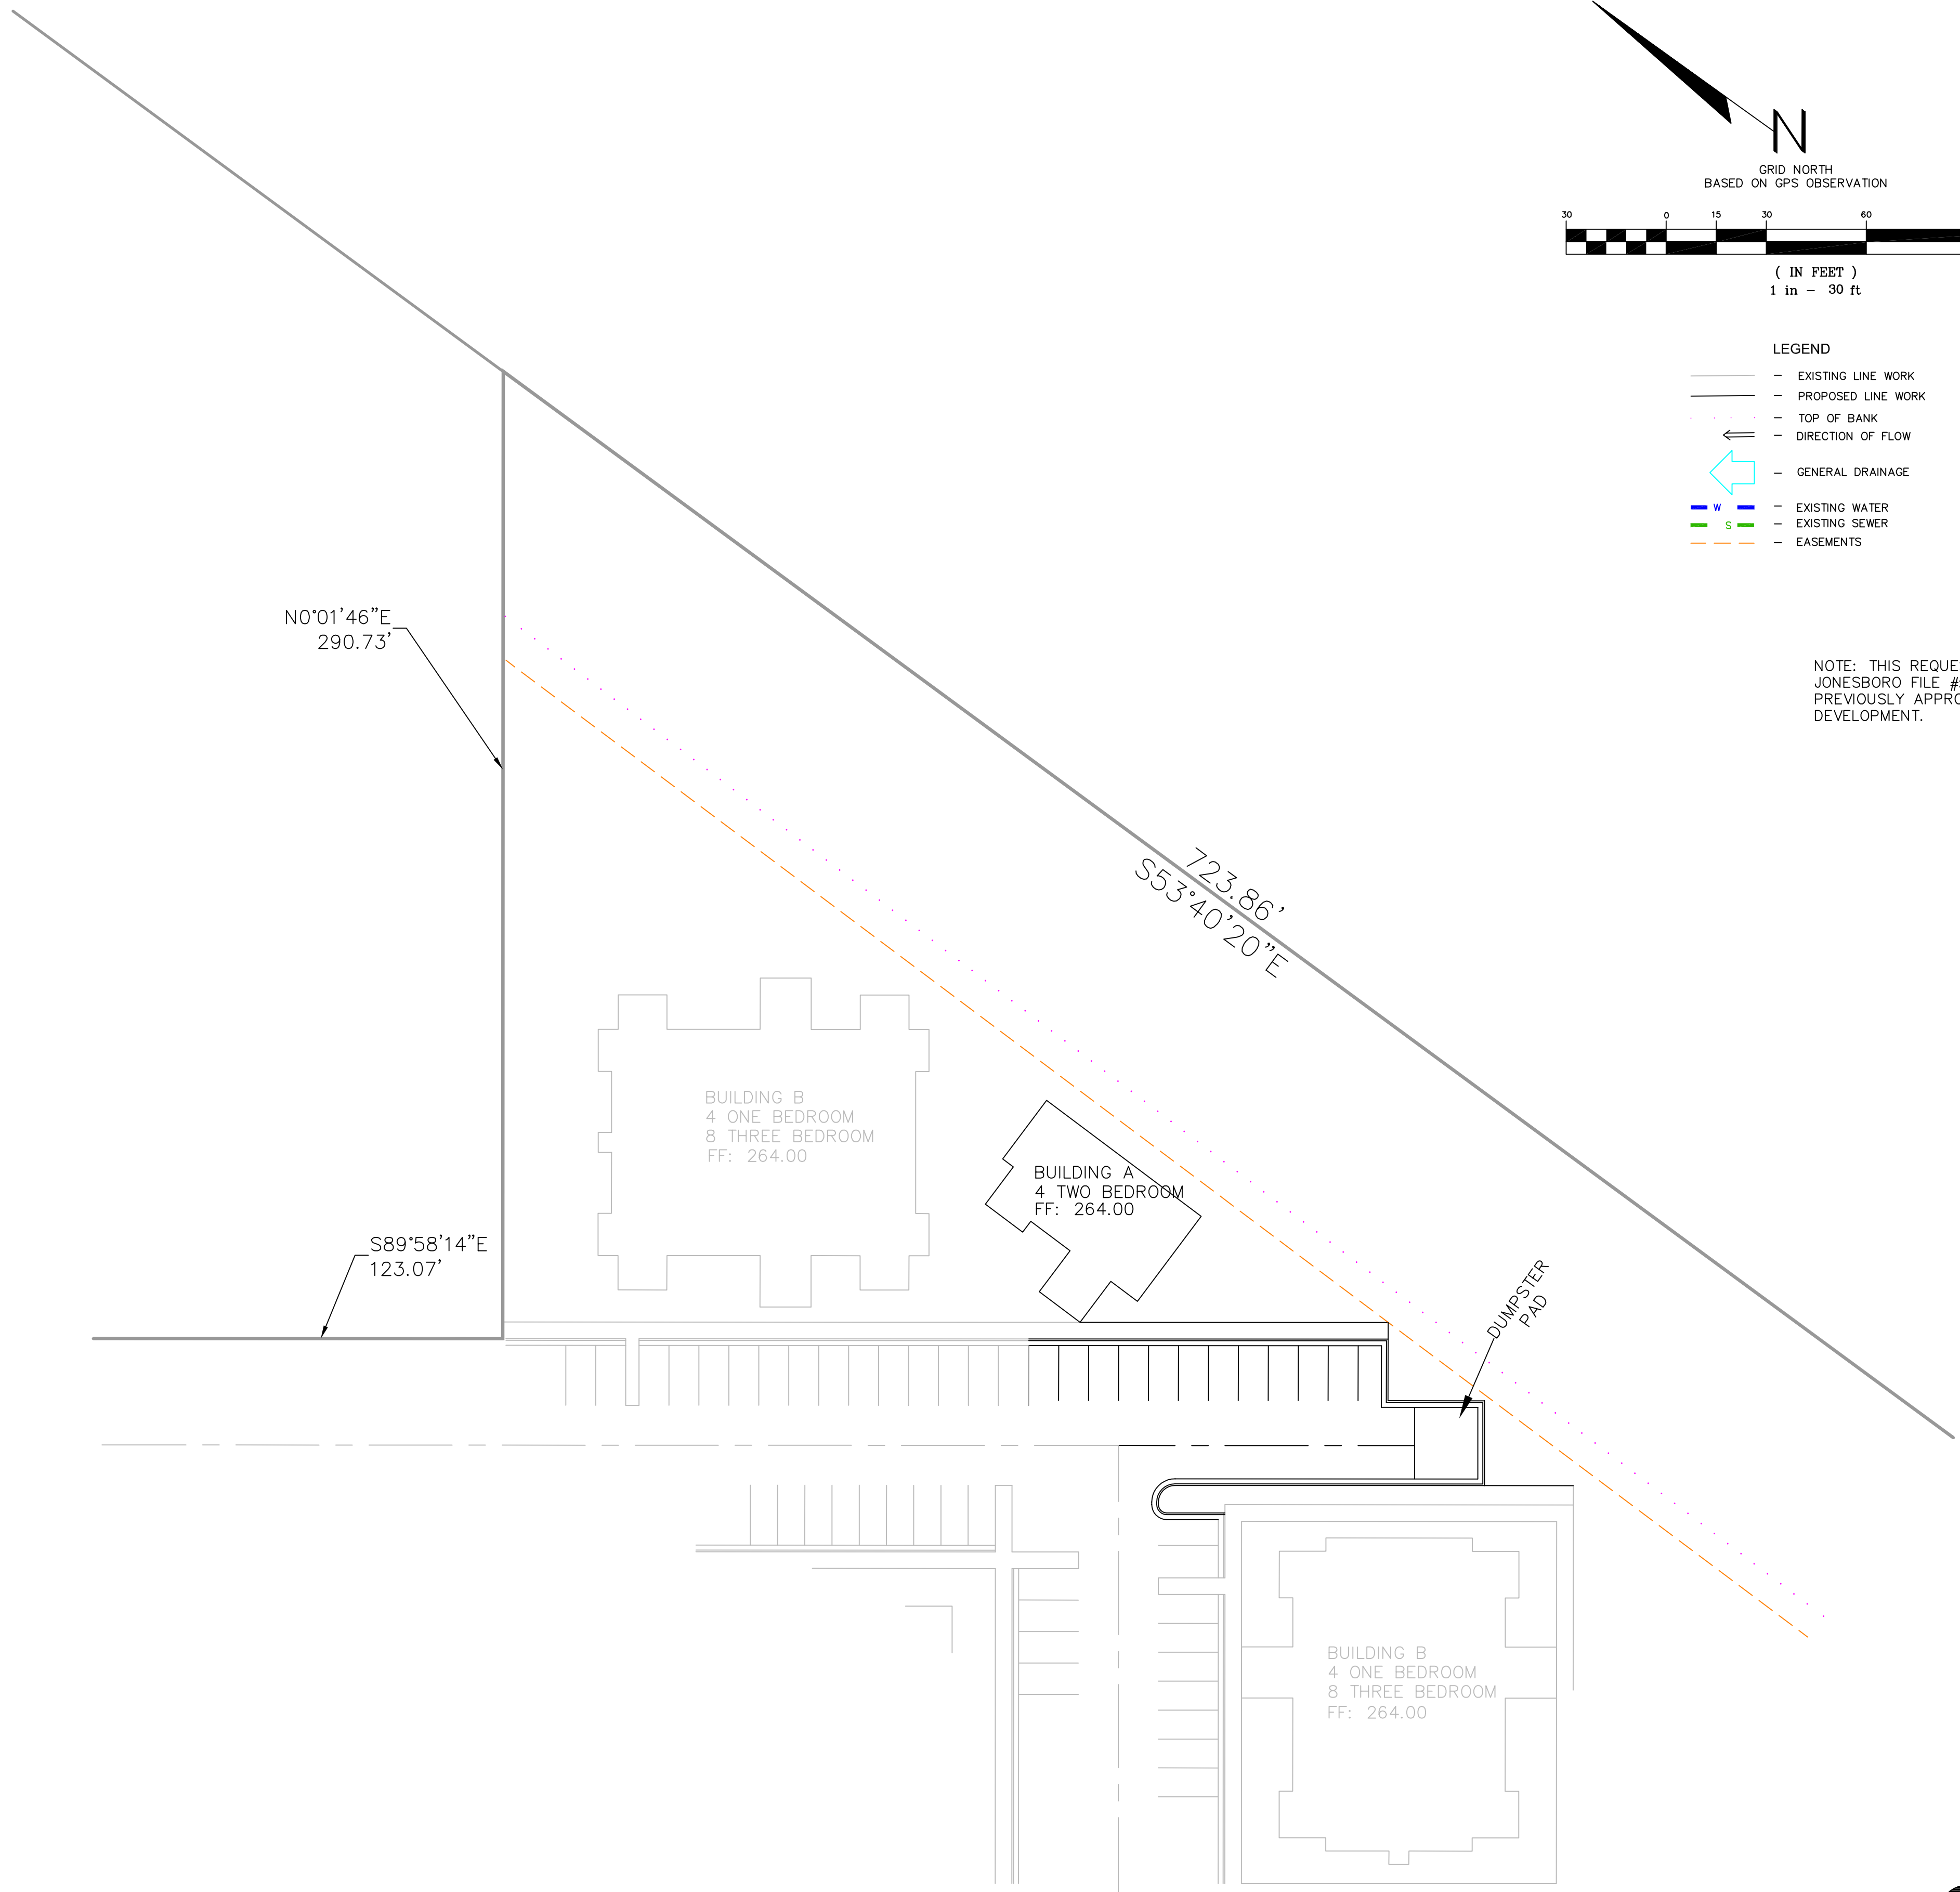 N
GRID NORTH
BASED ON GPS OBSERVATION
30 0 15 30 60
( IN FEET )
1 in – 30 ft
LEGEND
– EXISTING LINE WORK
– PROPOSED LINE WORK
– TOP OF BANK
– DIRECTION OF FLOW
– GENERAL DRAINAGE
W – EXISTING WATER
S – EXISTING SEWER
– EASEMENTS
N0°01'46"E
290.73'
NOTE: THIS REQUE
JONESBORO FILE #
PREVIOUSLY APPRO
DEVELOPMENT.
723.86'
S53°40'20"E
BUILDING B
4 ONE BEDROOM
8 THREE BEDROOM
FF: 264.00
BUILDING A
4 TWO BEDROOM
FF: 264.00
S89°58'14"E
123.07'
DUMPSTER
PAD
BUILDING B
4 ONE BEDROOM
8 THREE BEDROOM
FF: 264.00